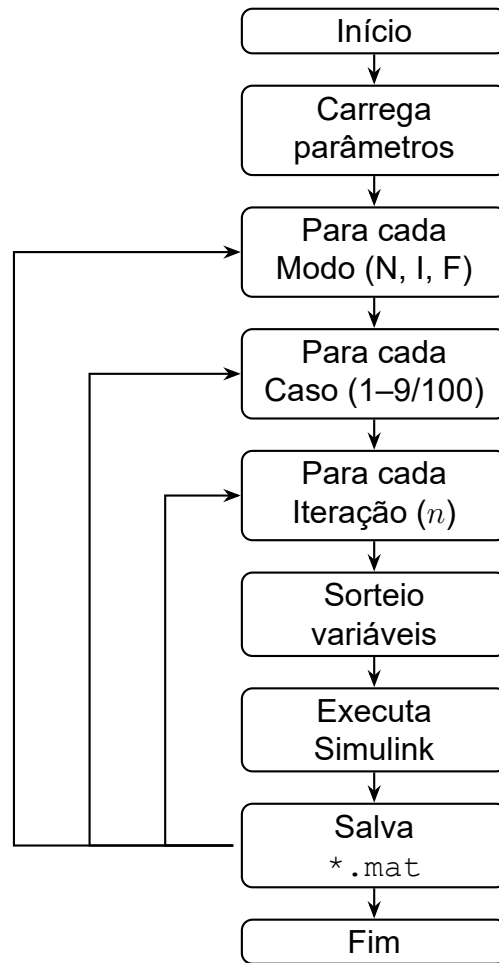 Início
Carrega
parâmetros
Para cada
Modo (N, I, F)
Para cada
Caso (1–9/100)
Para cada
Iteração (n)
Sorteio
variáveis
Executa
Simulink
Salva
*.mat
Fim